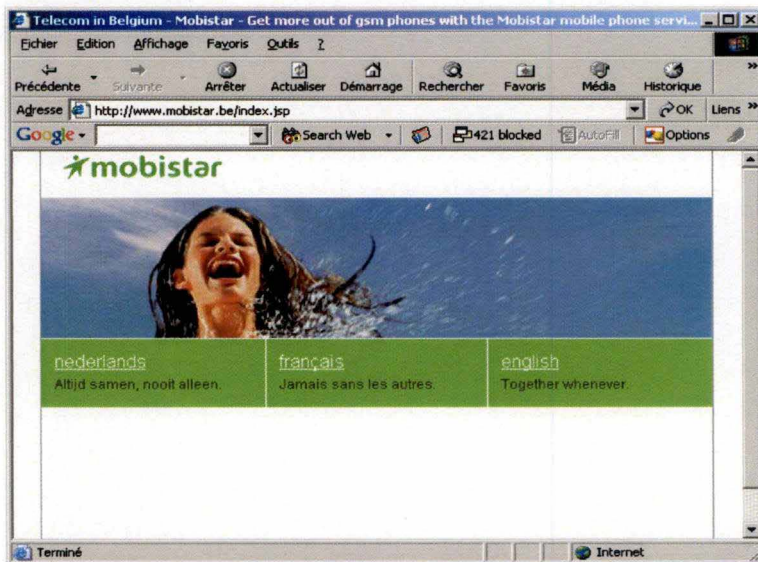 Telecom in Belgium - Mobistar - Get more out of gsm phones with the Mobistar mobile phone servi...
Fichier Edition Affichage Favoris Outils ?
Précédente Suivante Arrêter Actualiser Démarrage Rechercher Favoris Média Historique »
Adresse http://www.mobistar.be/index.jsp OK Liens »
Google Search Web 421 blocked AutoFill Options
mobistar
nederlands français english
Altijd samen, nooit alleen. Jamais sans les autres. Together whenever.
Terminé Internet